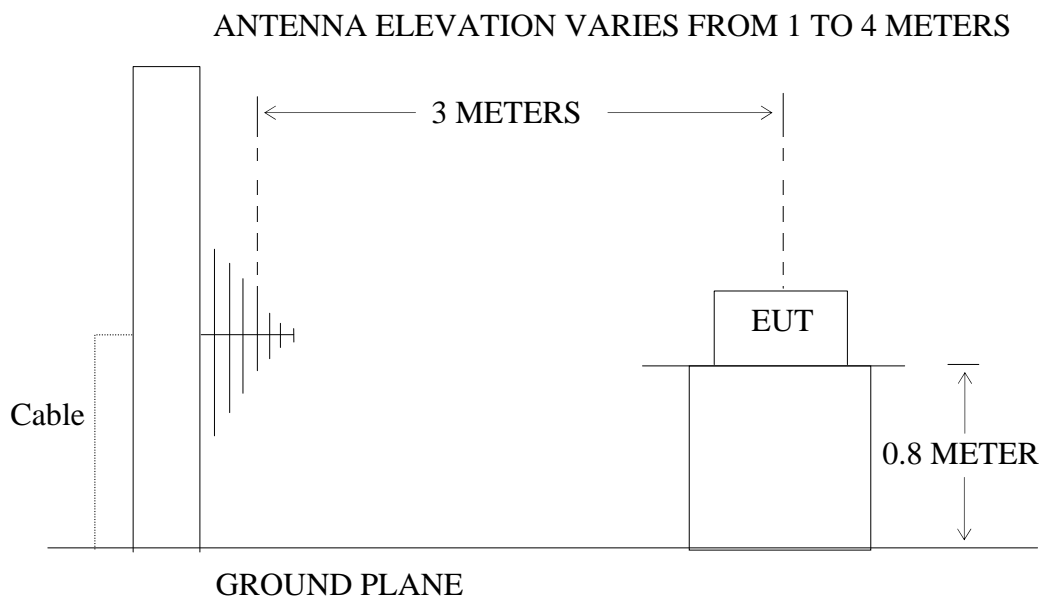 ANTENNA ELEVATION VARIES FROM 1 TO 4 METERS
3 METERS
EUT
Cable
0.8 METER
GROUND PLANE